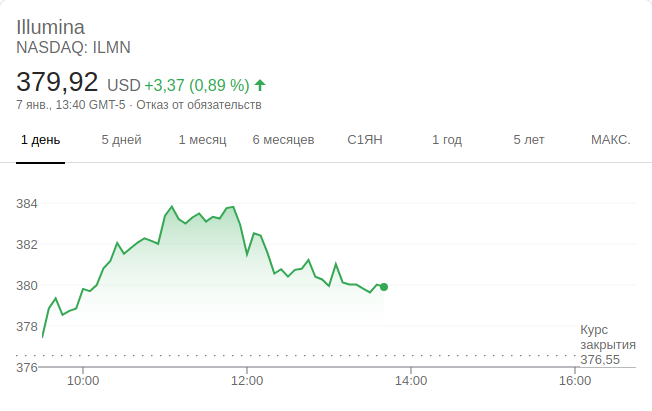 Illumina
NASDAQ: ILMN
379,92 USD +3,37 (0,89 %)
7 янв., 13:40 GMT-5 · Отказ от обязательств
1 день 5 дней 1 месяц 6 месяцев С1ЯН 1 год 5 лет МАКС.
384
382
380
378
376
Курс
закрытия
376,55
10:00 12:00 14:00 16:00